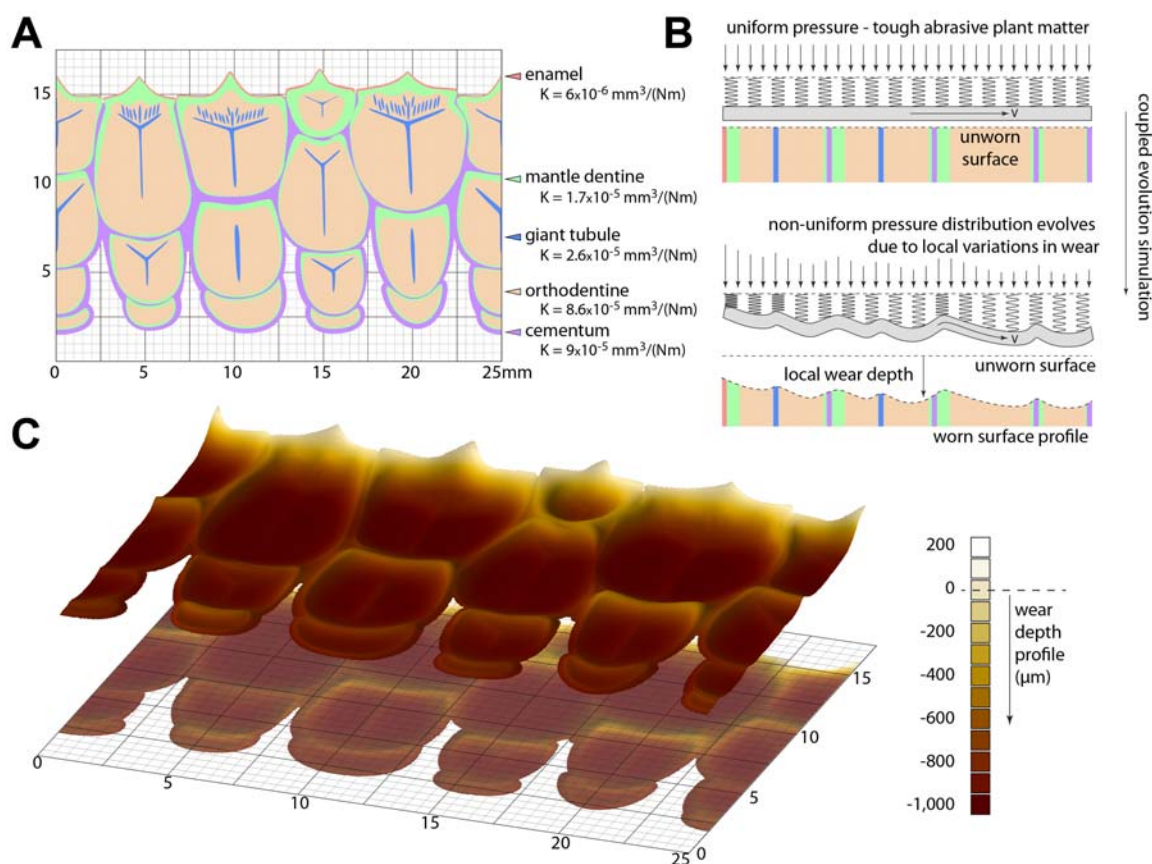 A
enamel
K = 6x10⁻⁶ mm³/(Nm)
mantle dentine
K = 1.7x10⁻⁵ mm³/(Nm)
giant tubule
K = 2.6x10⁻⁵ mm³/(Nm)
orthodentine
K = 8.6x10⁻⁵ mm³/(Nm)
cementum
K = 9x10⁻⁵ mm³/(Nm)
15
10
5
0
5
10
15
20
25mm
B
uniform pressure - tough abrasive plant matter
v
unworn
surface
non-uniform pressure distribution evolves
due to local variations in wear
v
unworn surface
local wear depth
worn surface profile
coupled evolution simulation
C
0
5
10
15
20
25
0
5
10
15
200
0
-200
-400
-600
-800
-1,000
wear
depth
profile
(µm)